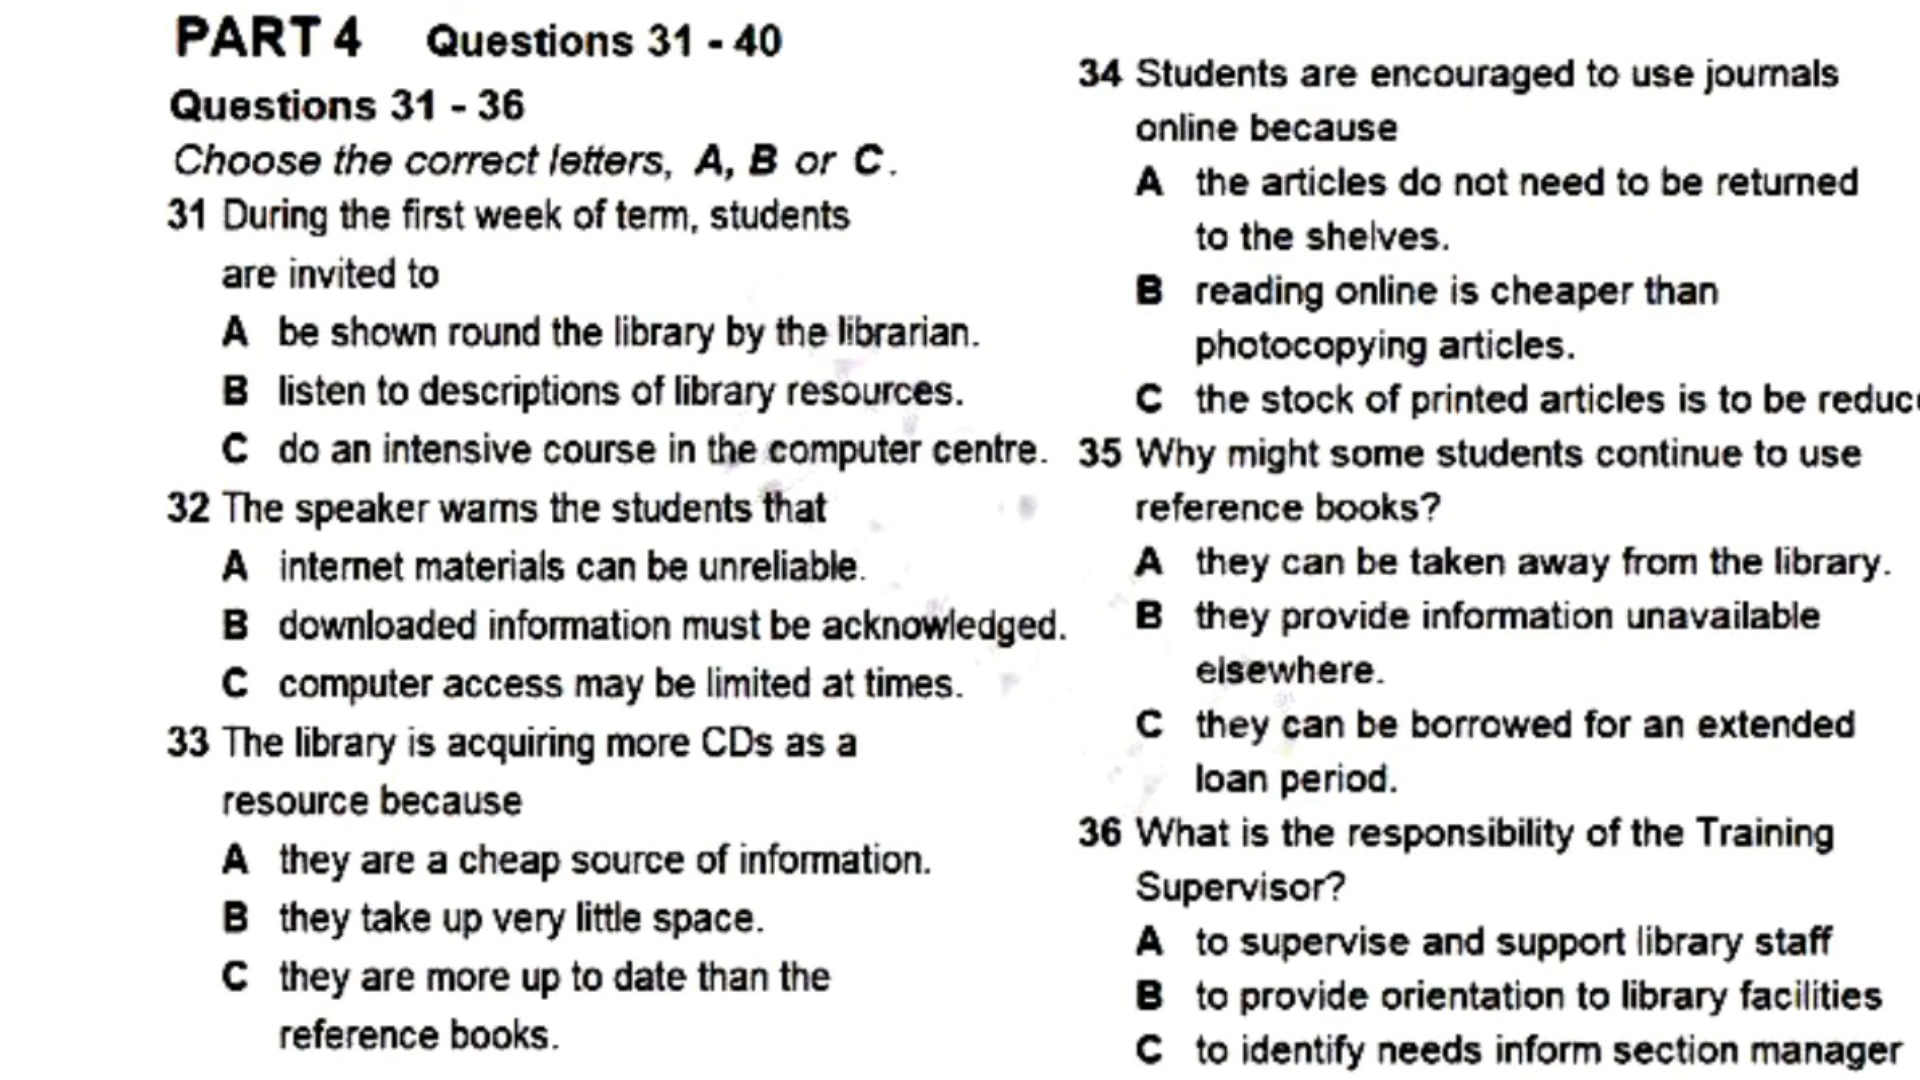 PART 4 Questions 31 - 40
Questions 31 - 36
Choose the correct letters, A, B or C.
31 During the first week of term, students
are invited to
A be shown round the library by the librarian.
B listen to descriptions of library resources.
C do an intensive course in the computer centre.
32 The speaker warns the students that
A internet materials can be unreliable.
B downloaded information must be acknowledged.
C computer access may be limited at times.
33 The library is acquiring more CDs as a
resource because
A they are a cheap source of information.
B they take up very little space.
C they are more up to date than the
reference books.
34 Students are encouraged to use journals
online because
A the articles do not need to be returned
to the shelves.
B reading online is cheaper than
photocopying articles.
C the stock of printed articles is to be
35 Why might some students continue to use
reference books?
A they can be taken away from the library.
B they provide information unavailable
elsewhere.
C they can be borrowed for an extended
loan period.
36 What is the responsibility of the Training
Supervisor?
A to supervise and support library staff
B to provide orientation to library facilities
C to identify needs inform section manager